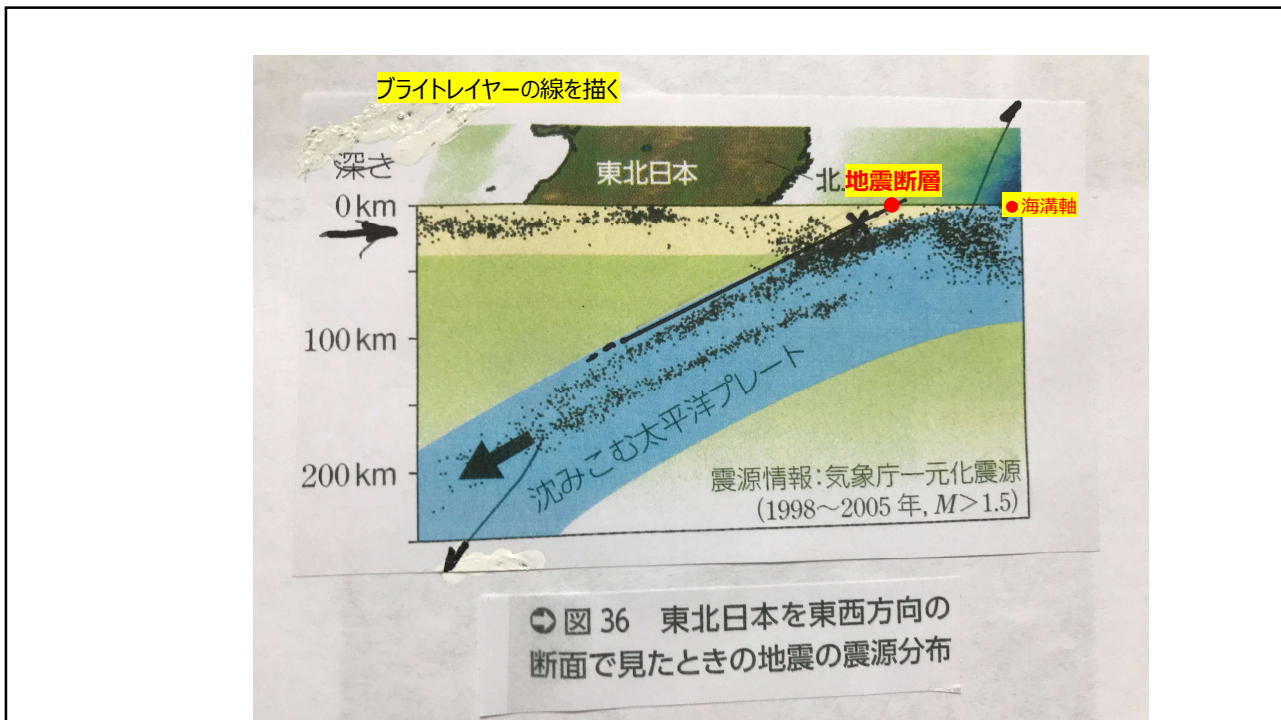 ブライトレイヤーの線を描く
深さ
東北日本
北
地震断層
0 km
●海溝軸
100 km
沈みこむ太平洋プレート
200 km
震源情報:気象庁一元化震源
(1998〜2005 年, M>1.5)
➲ 図 36 東北日本を東西方向の
断面で見たときの地震の震源分布